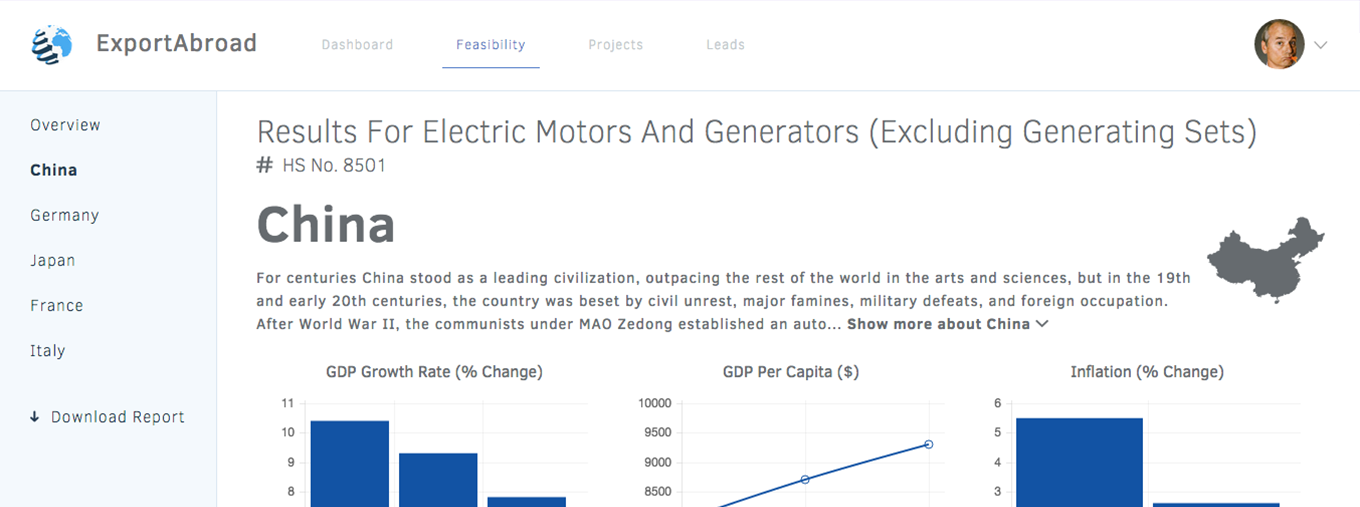 ExportAbroad
Dashboard
Feasibility
Projects
Leads
Overview
China
Germany
Japan
France
Italy
Download Report
Results For Electric Motors And Generators (Excluding Generating Sets)
# HS No. 8501
China
For centuries China stood as a leading civilization, outpacing the rest of the world in the arts and sciences, but in the 19th
and early 20th centuries, the country was beset by civil unrest, major famines, military defeats, and foreign occupation.
After World War II, the communists under MAO Zedong established an auto... Show more about China
GDP Growth Rate (% Change)
11
10
9
8
GDP Per Capita ($)
10000
9500
9000
8500
Inflation (% Change)
6
5
4
3